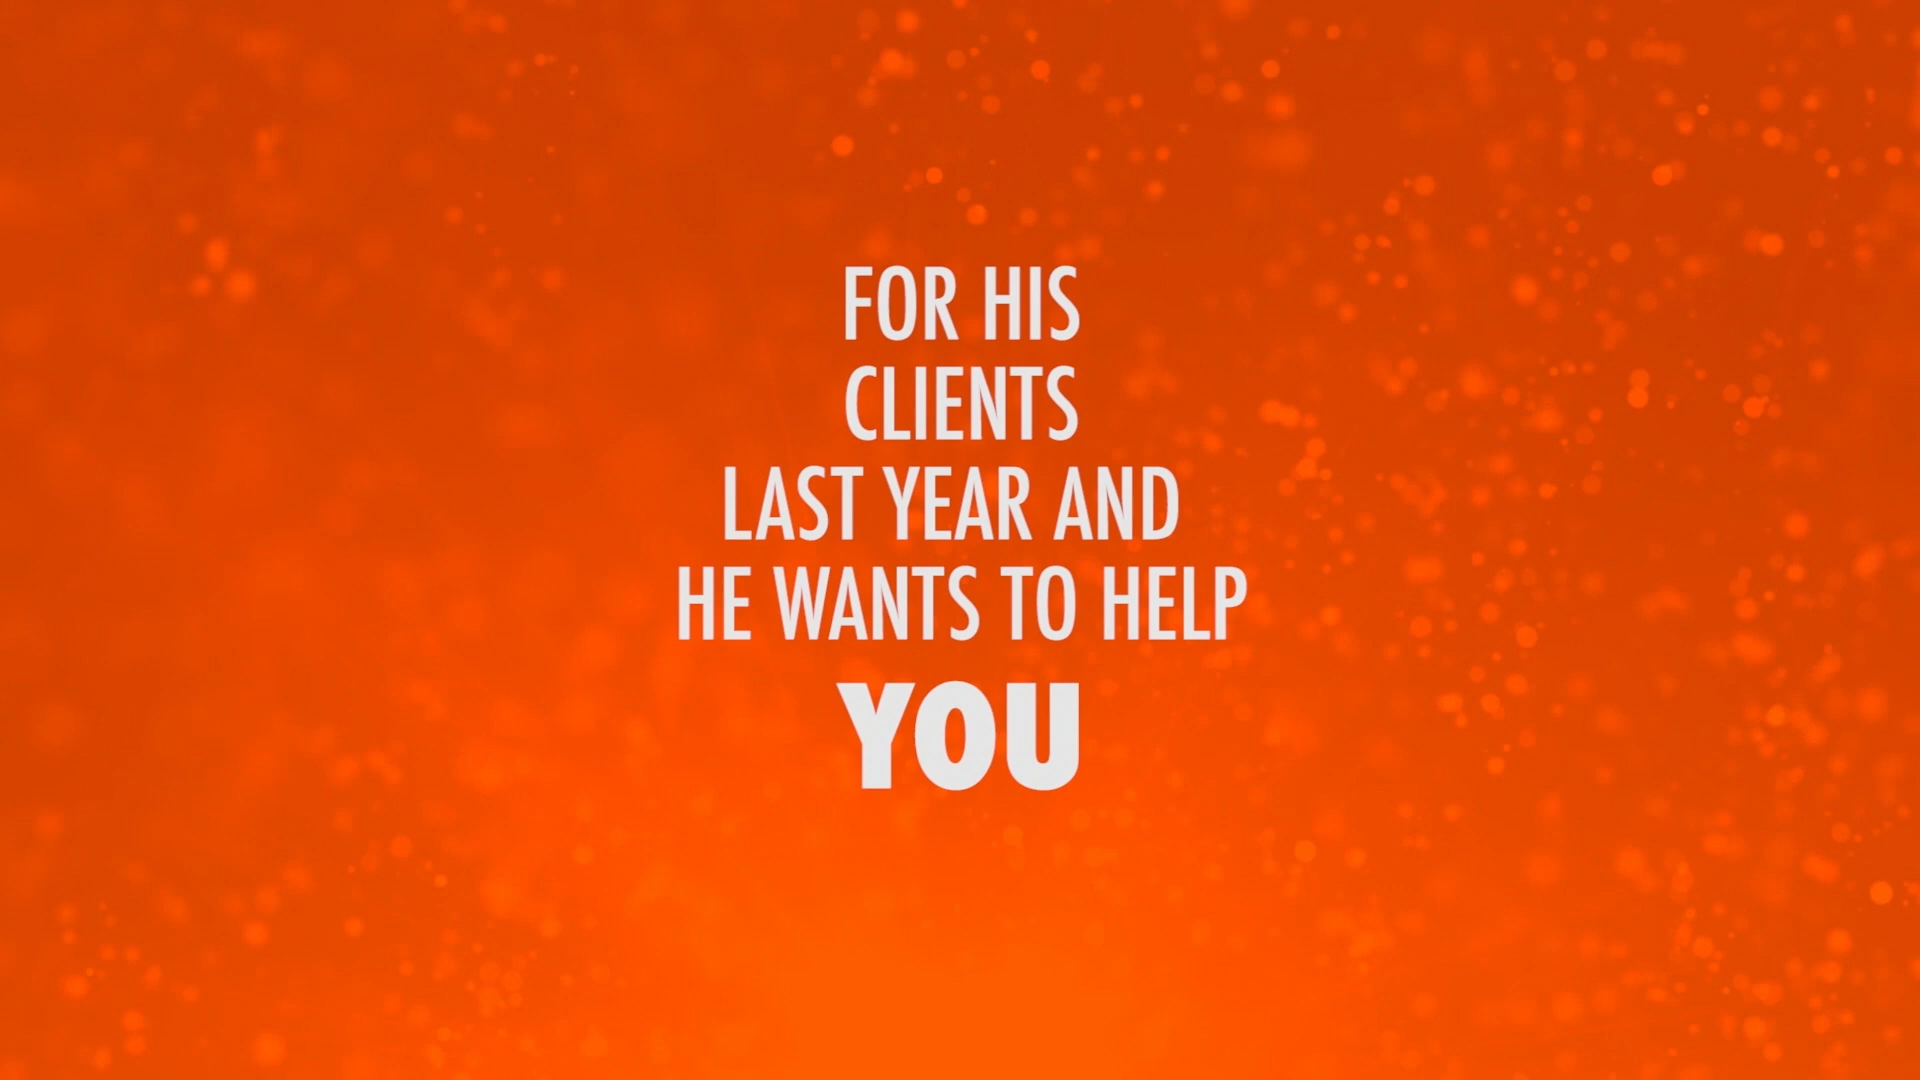 FOR HIS
CLIENTS
LAST YEAR AND
HE WANTS TO HELP
YOU